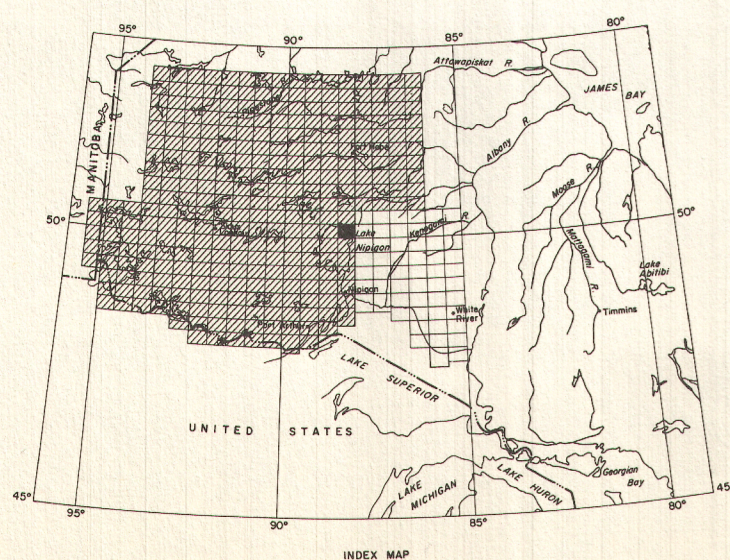 95°
90°
85°
80°
Attawapiskat R.
JAMES BAY
MANITOBA
Albany R.
Moose R.
50°
50°
Lake
Nipigon
Kenogami R
Mattagami R.
Lake
Abitibi
Nipigon
Port Arthur
White
River
Timmins
LAKE SUPERIOR
UNITED STATES
LAKE
MICHIGAN
LAKE HURON
Georgian
Bay
45°
95°
90°
85°
80°
45°
INDEX MAP